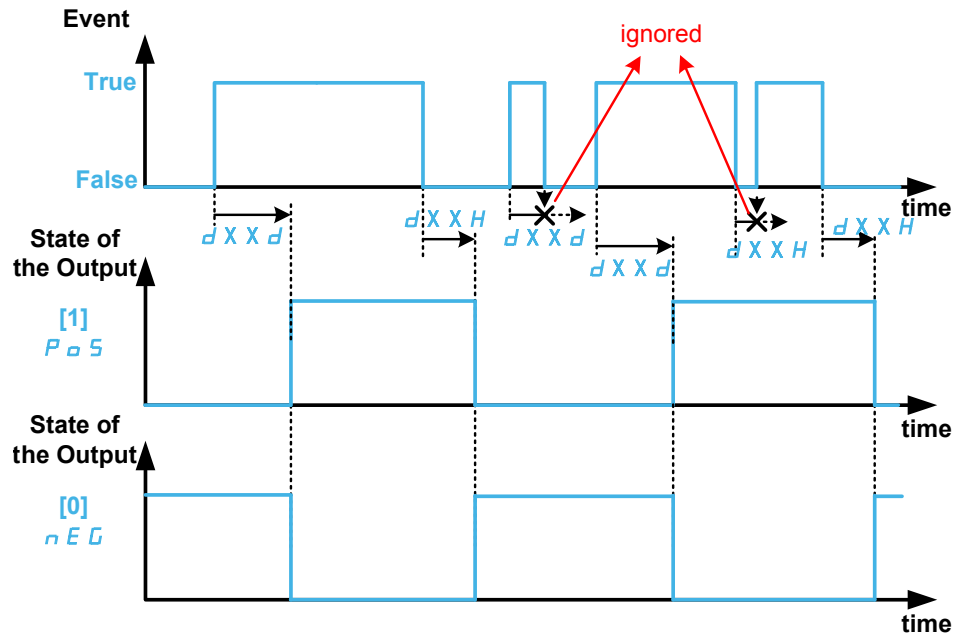 Event
ignored
True
False
time
d X X d
d X X H
d X X d
d X X d
d X X H
d X X H
State of
the Output
[1]
P o S
time
State of
the Output
[0]
n E G
time